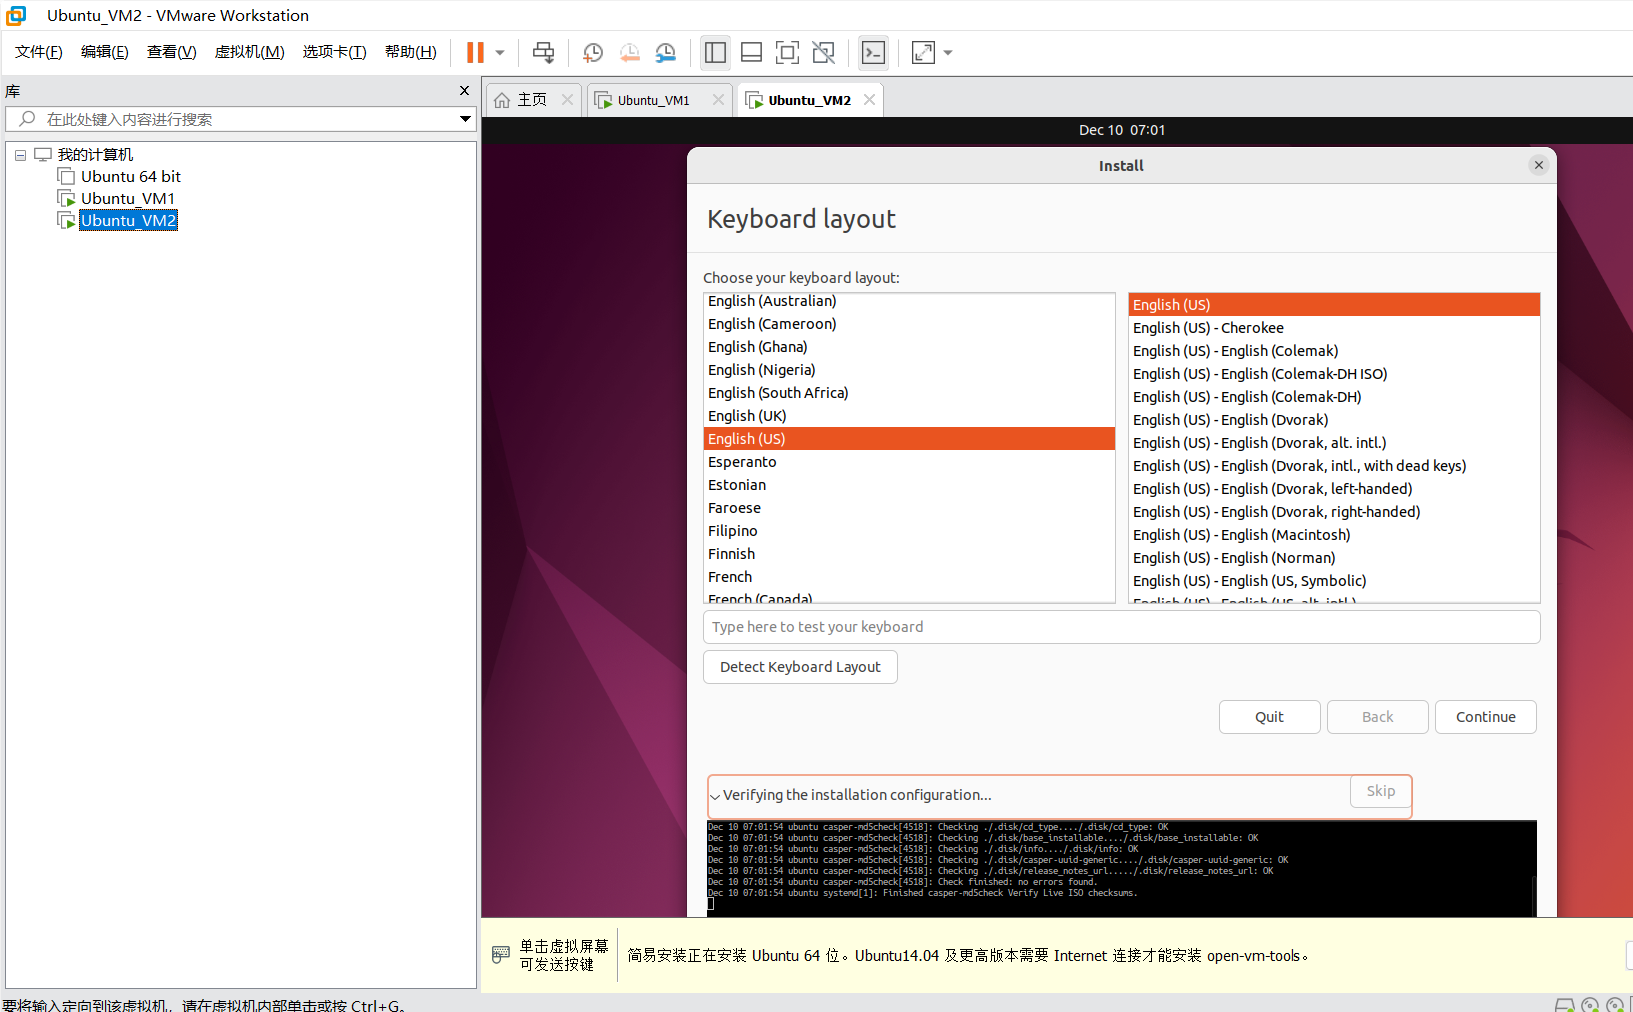 Ubuntu_VM2 - VMware Workstation
文件(F) 编辑(E) 查看(V) 虚拟机(M) 选项卡(T) 帮助(H)
库
在此处键入内容进行搜索
我的计算机
Ubuntu 64 bit
Ubuntu_VM1
Ubuntu_VM2
主页 Ubuntu_VM1 Ubuntu_VM2
Dec 10 07:01
Install
Keyboard layout
Choose your keyboard layout:
English (Australian)
English (Cameroon)
English (Ghana)
English (Nigeria)
English (South Africa)
English (UK)
English (US)
Esperanto
Estonian
Faroese
Filipino
Finnish
French
French (Canada)
English (US)
English (US) - Cherokee
English (US) - English (Colemak)
English (US) - English (Colemak-DH ISO)
English (US) - English (Colemak-DH)
English (US) - English (Dvorak)
English (US) - English (Dvorak, alt. intl.)
English (US) - English (Dvorak, intl., with dead keys)
English (US) - English (Dvorak, left-handed)
English (US) - English (Dvorak, right-handed)
English (US) - English (Macintosh)
English (US) - English (Norman)
English (US) - English (US, Symbolic)
English (US) - English (US, alt. intl.)
Type here to test your keyboard
Detect Keyboard Layout
Quit Back Continue
Verifying the installation configuration...
Skip
Dec 10 07:01:54 ubuntu casper-md5check[4518]: Checking ./.disk/cd_type..../.disk/cd_type: OK
Dec 10 07:01:54 ubuntu casper-md5check[4518]: Checking ./.disk/base_installable..../.disk/base_installable: OK
Dec 10 07:01:54 ubuntu casper-md5check[4518]: Checking ./.disk/info..../.disk/info: OK
Dec 10 07:01:54 ubuntu casper-md5check[4518]: Checking ./.disk/casper-uuid-generic..../.disk/casper-uuid-generic: OK
Dec 10 07:01:54 ubuntu casper-md5check[4518]: Checking ./.disk/release_notes_url...../.disk/release_notes_url: OK
Dec 10 07:01:54 ubuntu casper-md5check[4518]: Check finished: no errors found.
Dec 10 07:01:54 ubuntu systemd[1]: Finished casper-md5check Verify Live ISO checksums.
单击虚拟屏幕
可发送按键
简易安装正在安装 Ubuntu 64 位。Ubuntu14.04 及更高版本需要 Internet 连接才能安装 open-vm-tools。
要将输入定向到该虚拟机，请在虚拟机内部单击或按 Ctrl+G。